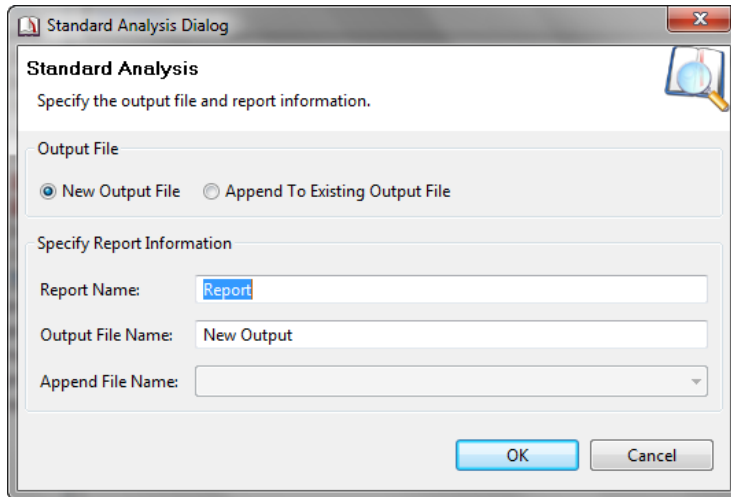 Standard Analysis Dialog
Standard Analysis
Specify the output file and report information.
Output File
New Output File Append To Existing Output File
Specify Report Information
Report Name: Report
Output File Name: New Output
Append File Name:
OK Cancel